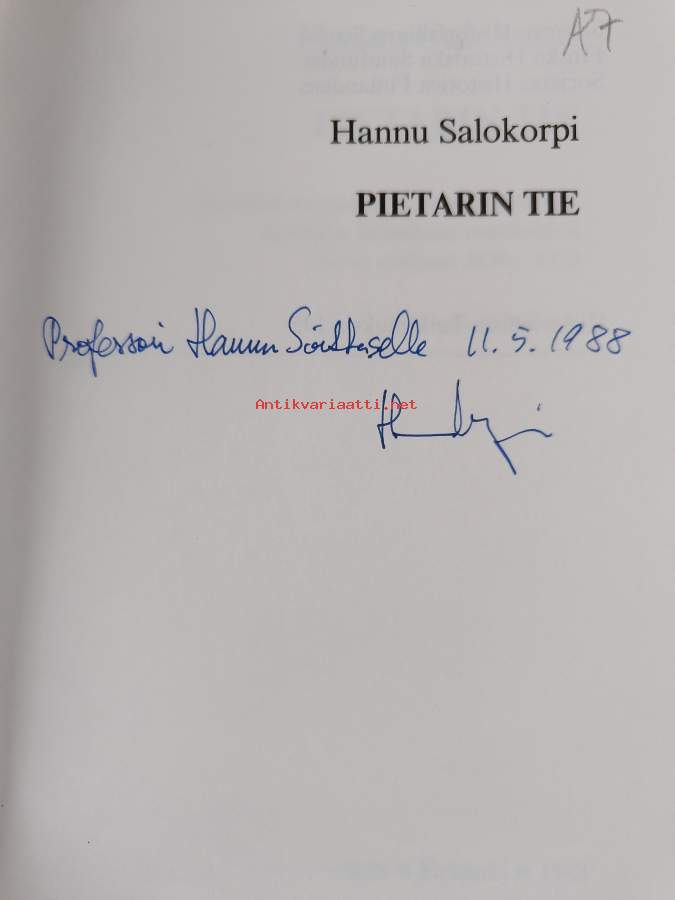 A7
Hannu Salokorpi
PIETARIN TIE
Professori Hannu Soikkaselle 11.5.1988
Antikvariaatti.net